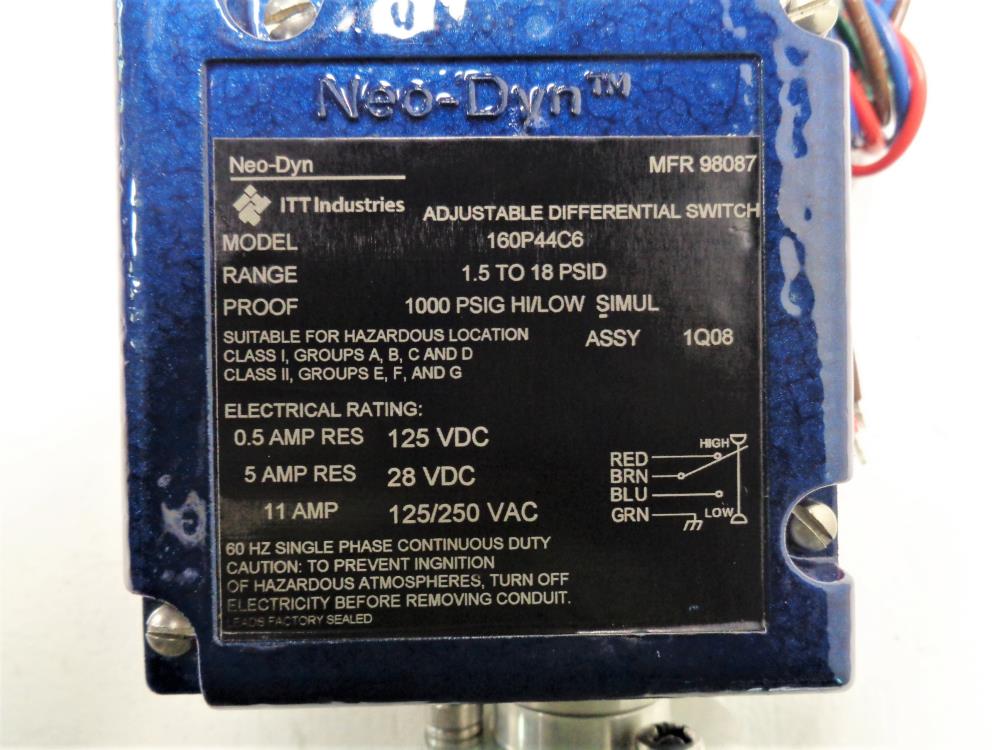 Neo-Dyn™
Neo-Dyn MFR 98087
ITT Industries
ADJUSTABLE DIFFERENTIAL SWITCH
MODEL 160P44C6
RANGE 1.5 TO 18 PSID
PROOF 1000 PSIG HI/LOW SIMUL
SUITABLE FOR HAZARDOUS LOCATION ASSY 1Q08
CLASS I, GROUPS A, B, C AND D
CLASS II, GROUPS E, F, AND G
ELECTRICAL RATING:
0.5 AMP RES 125 VDC
5 AMP RES 28 VDC
11 AMP 125/250 VAC
HIGH
RED
BRN
BLU
GRN LOW
60 HZ SINGLE PHASE CONTINUOUS DUTY
CAUTION: TO PREVENT INGNITION
OF HAZARDOUS ATMOSPHERES, TURN OFF
ELECTRICITY BEFORE REMOVING CONDUIT.
LEADS FACTORY SEALED